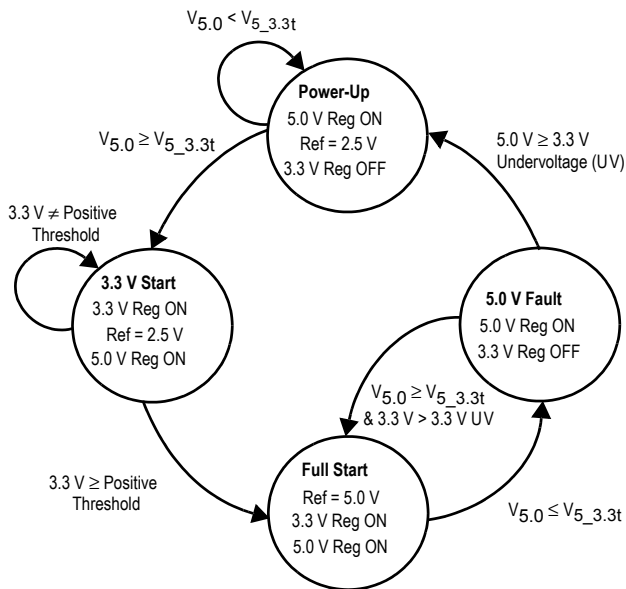 V5.0 < V5_3.3t
Power-Up
5.0 V Reg ON
Ref = 2.5 V
3.3 V Reg OFF
V5.0 ≥ V5_3.3t
5.0 V ≥ 3.3 V
Undervoltage (UV)
3.3 V ≠ Positive
Threshold
3.3 V Start
3.3 V Reg ON
Ref = 2.5 V
5.0 V Reg ON
5.0 V Fault
5.0 V Reg ON
3.3 V Reg OFF
V5.0 ≥ V5_3.3t
& 3.3 V > 3.3 V UV
3.3 V ≥ Positive
Threshold
Full Start
Ref = 5.0 V
3.3 V Reg ON
5.0 V Reg ON
V5.0 ≤ V5_3.3t